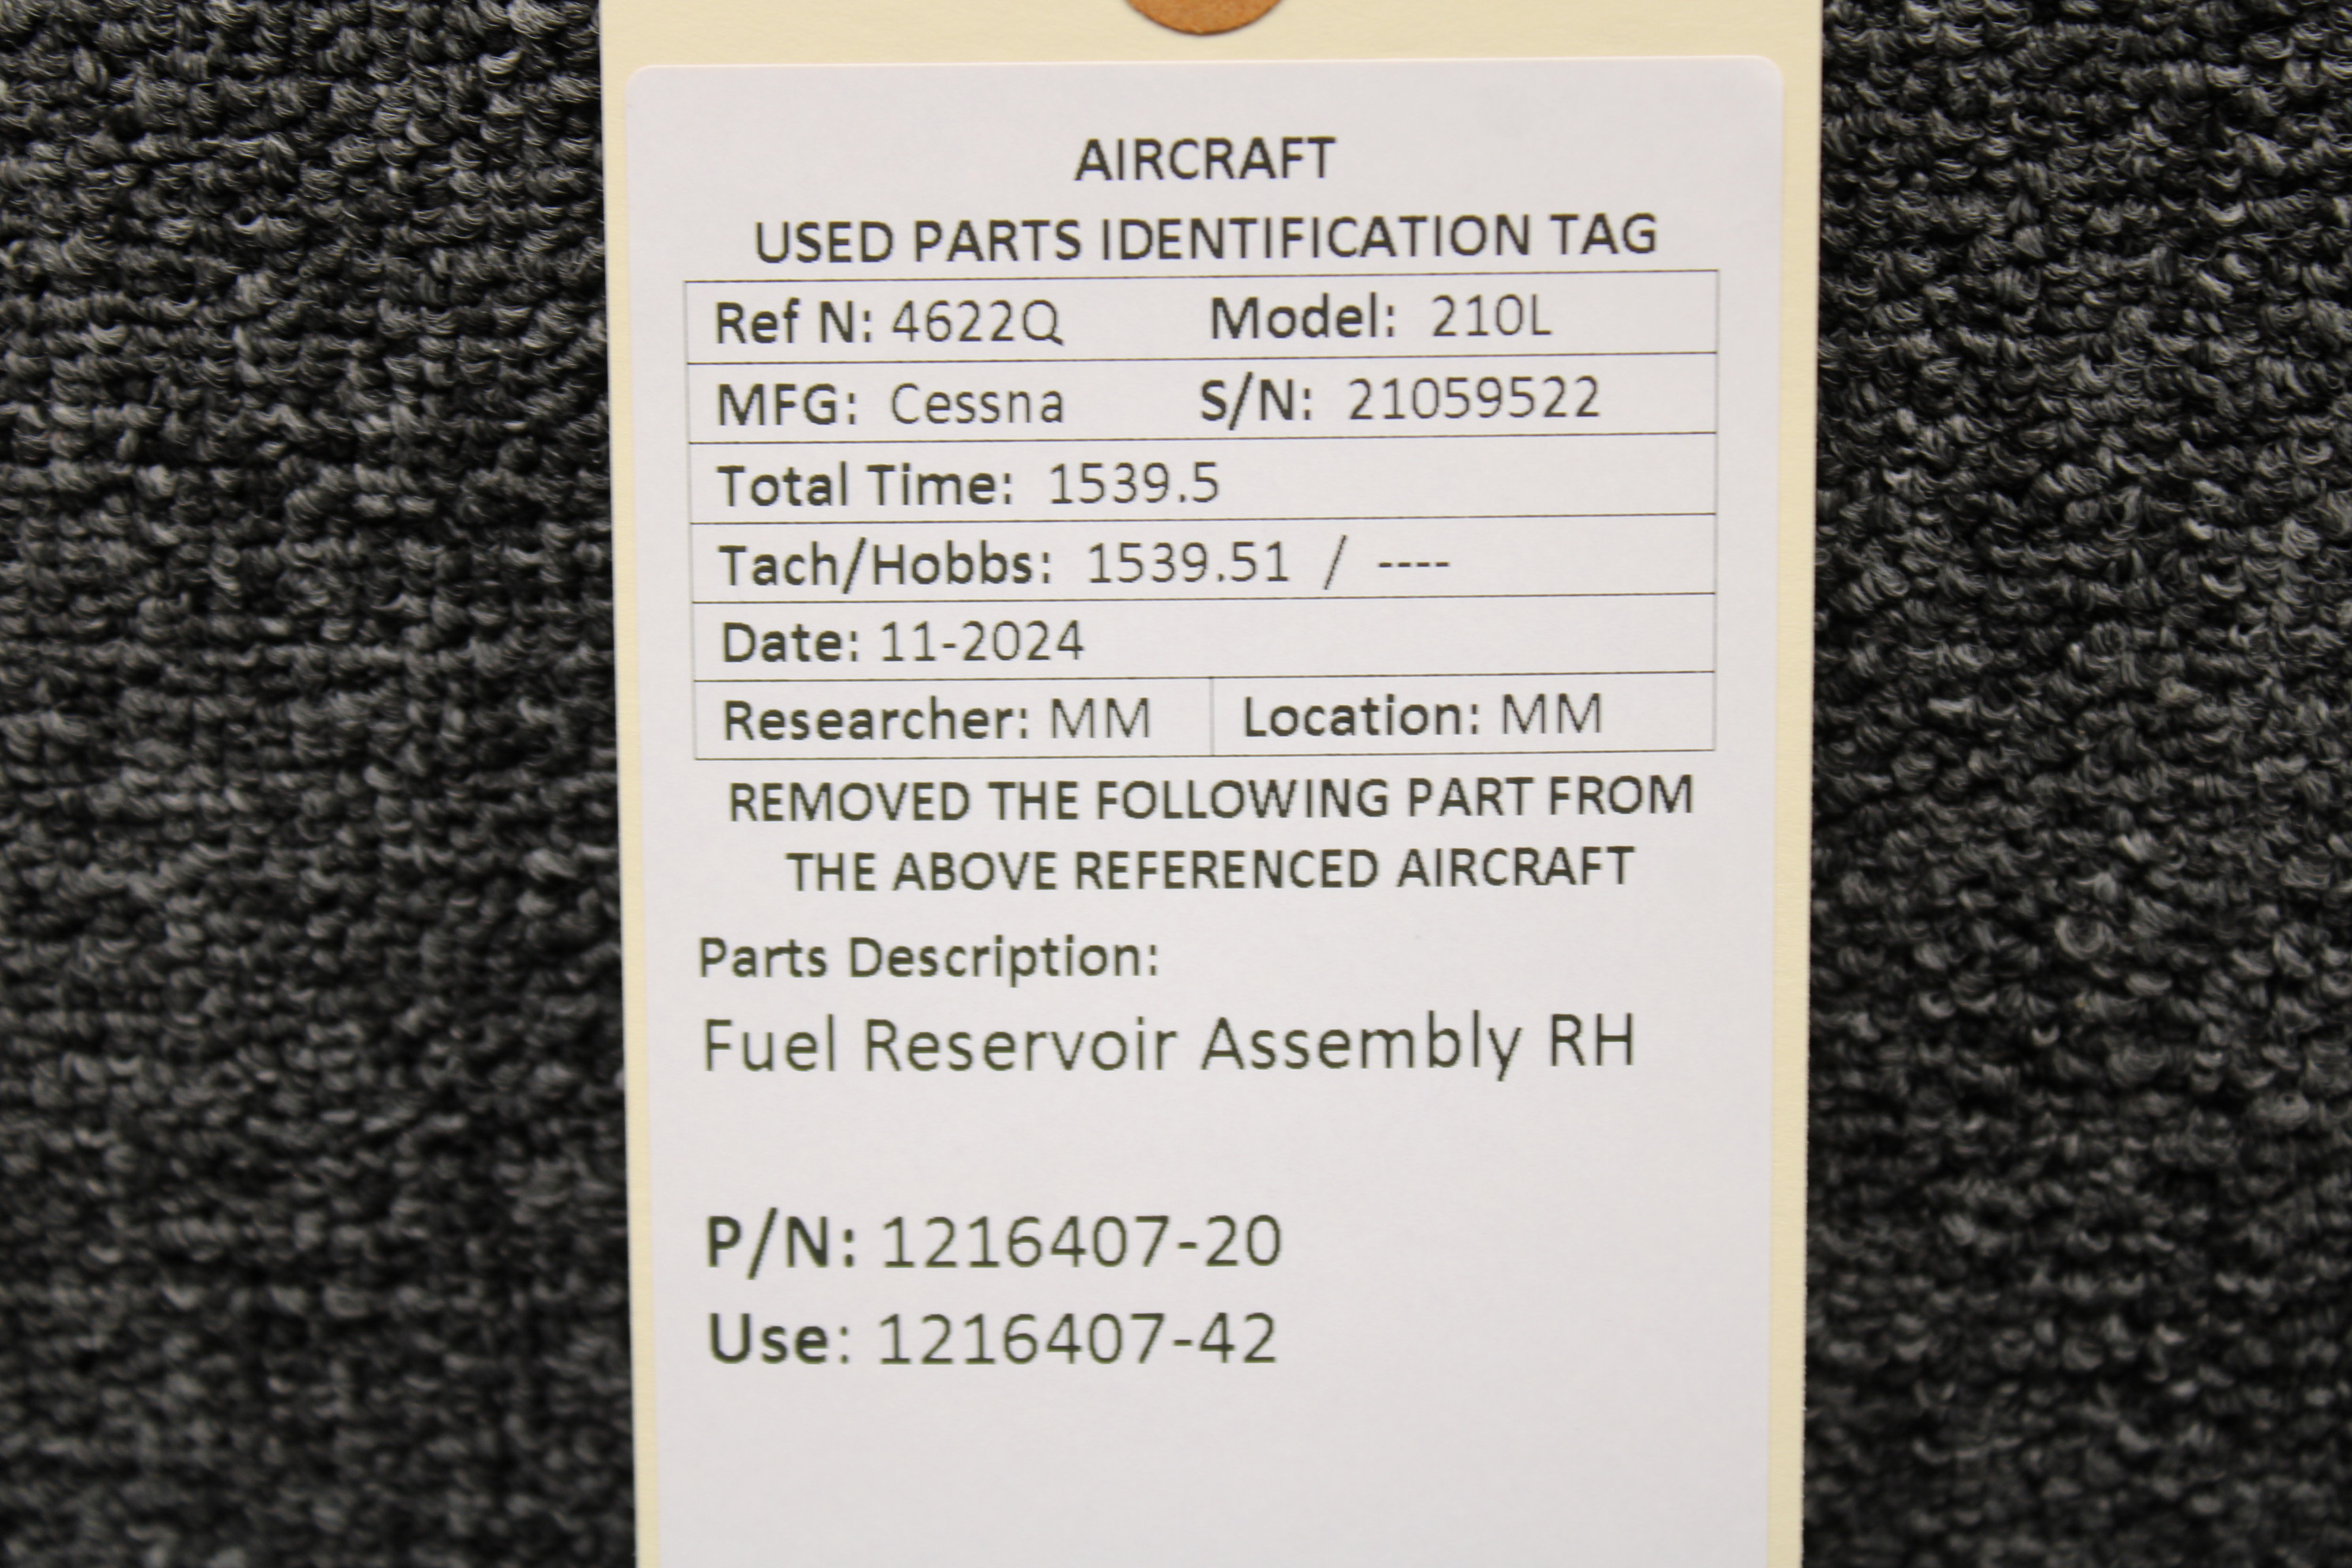 AIRCRAFT
USED PARTS IDENTIFICATION TAG
Ref N: 4622Q Model: 210L
MFG: Cessna S/N: 21059522
Total Time: 1539.5
Tach/Hobbs: 1539.51 / ----
Date: 11-2024
Researcher: MM Location: MM
REMOVED THE FOLLOWING PART FROM
THE ABOVE REFERENCED AIRCRAFT
Parts Description:
Fuel Reservoir Assembly RH
P/N: 1216407-20
Use: 1216407-42